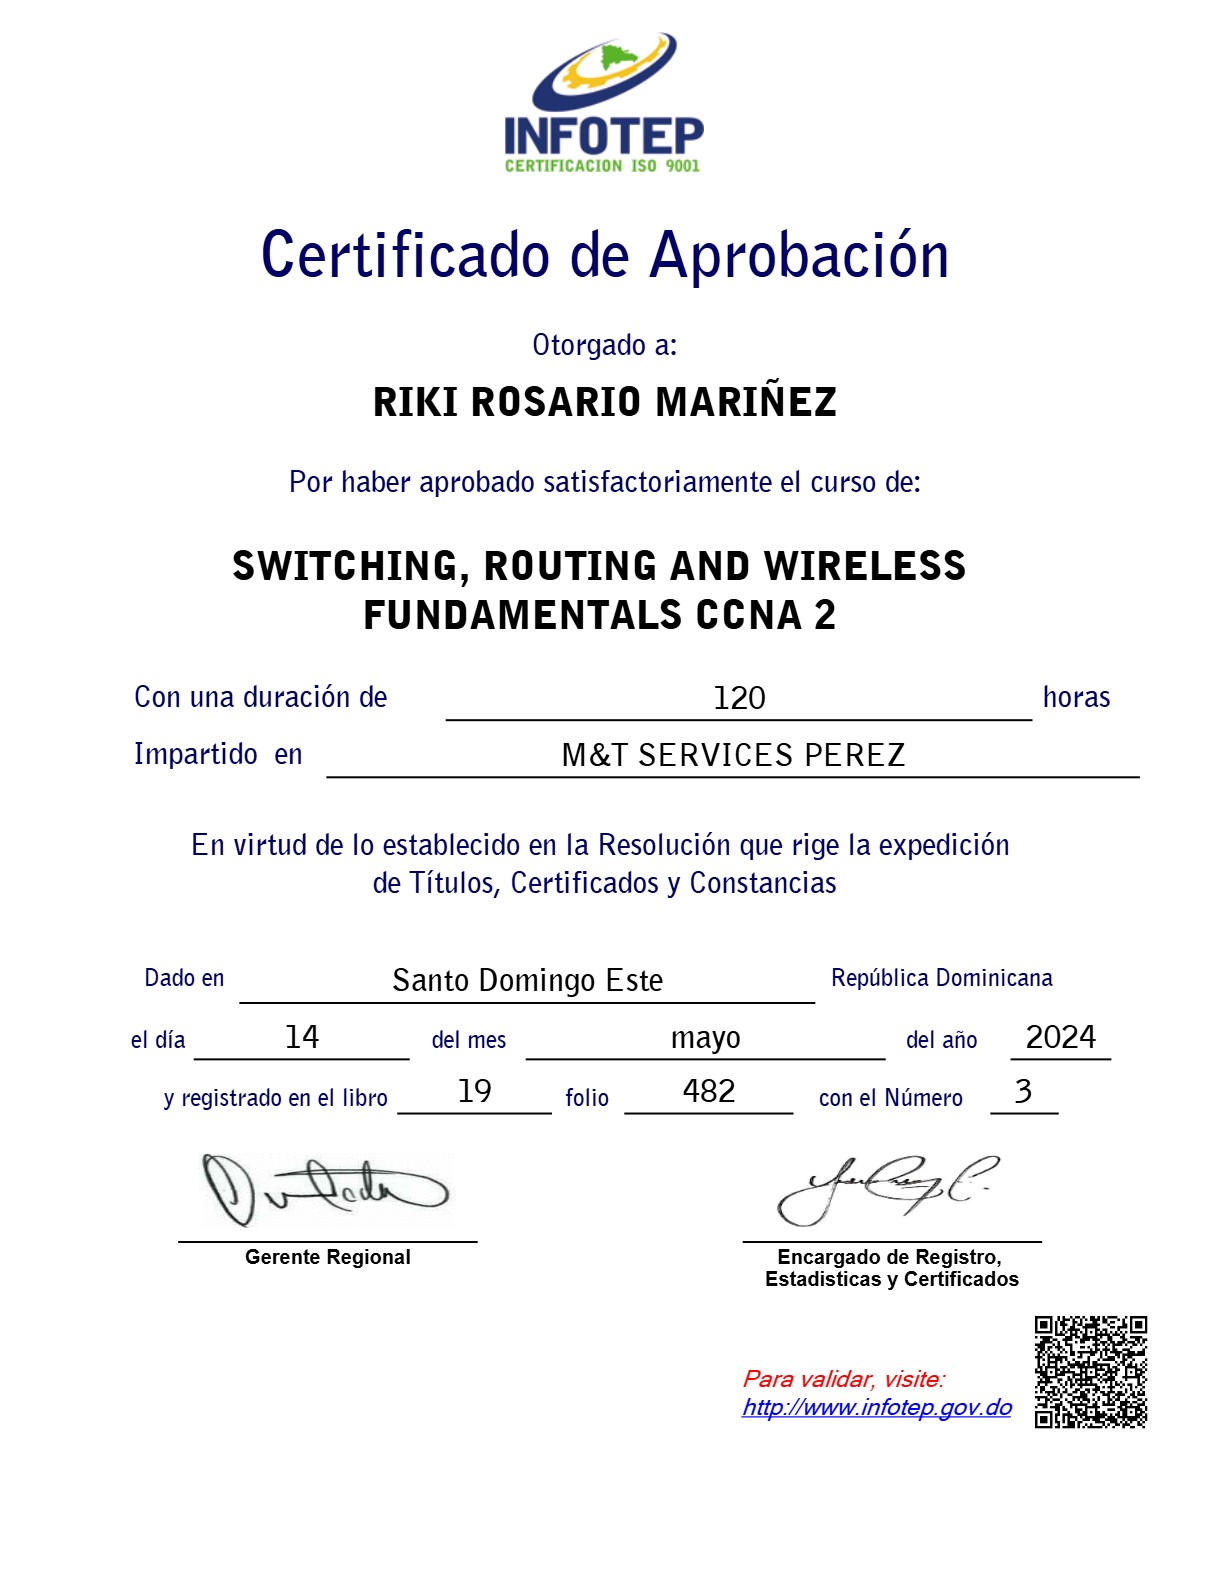 INFOTEP
CERTIFICACION ISO 9001
Certificado de Aprobación
Otorgado a:
RIKI ROSARIO MARIÑEZ
Por haber aprobado satisfactoriamente el curso de:
SWITCHING, ROUTING AND WIRELESS
FUNDAMENTALS CCNA 2
Con una duración de 120 horas
Impartido en M&T SERVICES PEREZ
En virtud de lo establecido en la Resolución que rige la expedición
de Títulos, Certificados y Constancias
Dado en Santo Domingo Este República Dominicana
el día 14 del mes mayo del año 2024
y registrado en el libro 19 folio 482 con el Número 3
Gerente Regional
Encargado de Registro,
Estadisticas y Certificados
Para validar, visite:
http://www.infotep.gov.do